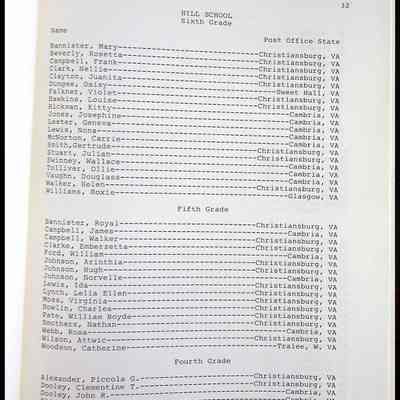 32
HILL SCHOOL
Sixth Grade
Name Post Office State
Bannister, Mary---Christiansburg, VA
Beverly, Rosetta---Christiansburg, VA
Campbell, Frank---Christiansburg, VA
Clark, Nellie---Christiansburg, VA
Clayton, Juanita---Christiansburg, VA
Dungee, Daisy---Christiansburg, VA
Falkner, Violet---Sweet Hall, VA
Hawkins, Louise---Christiansburg, VA
Hickman, Kitty---Christiansburg, VA
Jones, Josephine---Cambria, VA
Lester, Geneva---Cambria, VA
Lewis, Nona---Cambria, VA
McNorton, Carrie---Cambria, VA
Smith, Gertrude---Cambria, VA
Stuart, Julian---Christiansburg, VA
Swinney, Wallace---Christiansburg, VA
Tolliver, Ollie---Cambria, VA
Vaughn, Douglass---Cambria, VA
Walker, Helen---Christiansburg, VA
Williams, Roxie---Glasgow, VA
Fifth Grade
Bannister, Royal---Christiansburg, VA
Campbell, James---Cambria, VA
Campbell, Walker---Christiansburg, VA
Clarke, Emberzetta---Christiansburg, VA
Ford, William---Cambria, VA
Johnson, Arinthia---Christiansburg, VA
Johnson, Hugh---Christiansburg, VA
Johnson, Norvelle---Cambria, VA
Lewis, Ida---Christiansburg, VA
Lynch, Lelia Ellen---Christiansburg, VA
Moss, Virginia---Christiansburg, VA
Nowlin, Charles---Christiansburg, VA
Pate, William Boyde---Christiansburg, VA
Smothers, Nathan---Christiansburg, VA
Webb, Rosa---Cambria, VA
Wilson, Attwic---Christiansburg, VA
Woodson, Catherine---Tralee, W. VA
Fourth Grade
Alexander, Piccola G.---Christiansburg, VA
Dooley, Clementine T.---Christiansburg, VA
Dooley, John R.---Cambria, VA